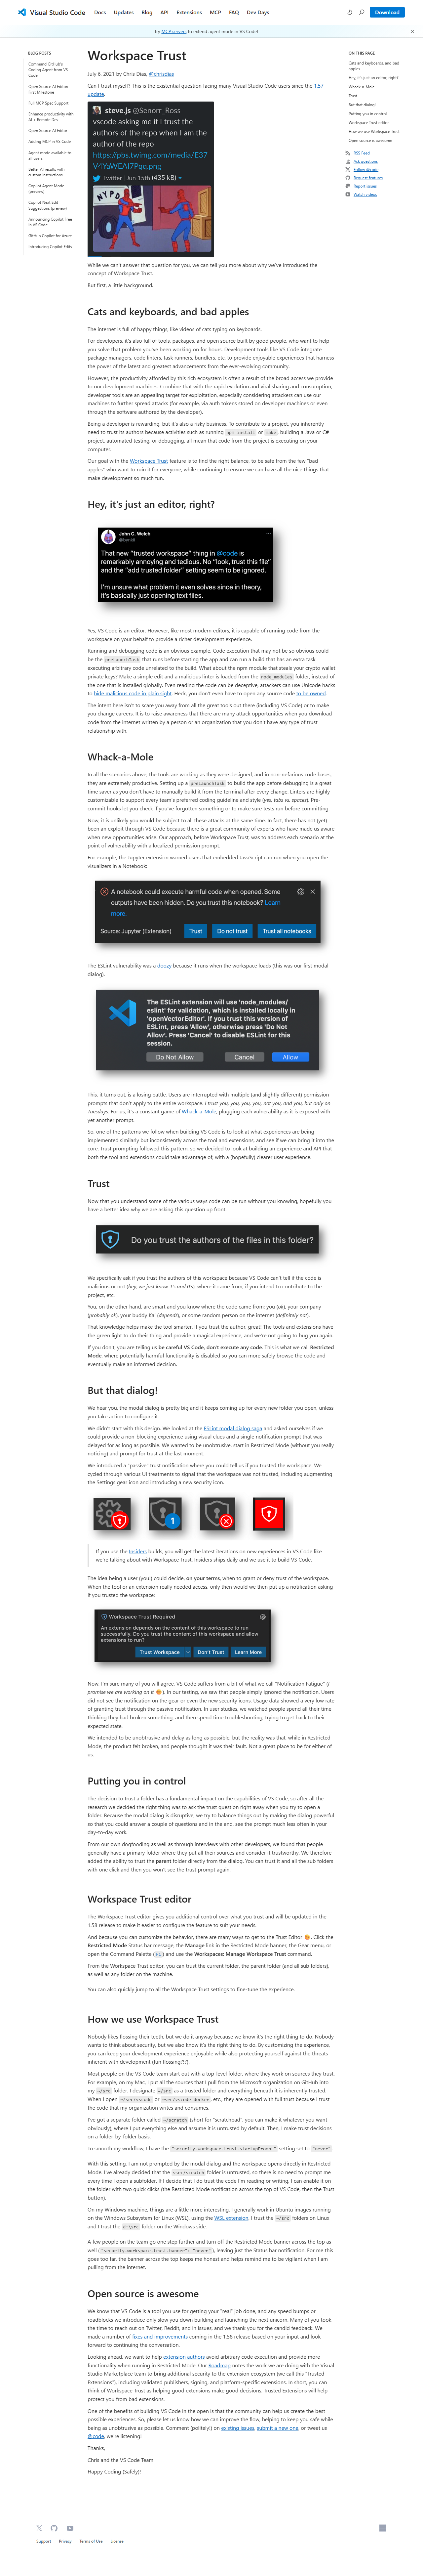 Visual Studio Code
Docs Updates Blog API Extensions MCP FAQ Dev Days
Download
Try MCP servers to extend agent mode in VS Code!
BLOG POSTS
Command GitHub's
Coding Agent from VS
Code
Open Source AI Editor:
First Milestone
Full MCP Spec Support
Enhance productivity with
AI + Remote Dev
Open Source AI Editor
Adding MCP in VS Code
Agent mode available to
all users
Better AI results with
custom instructions
Copilot Agent Mode
(preview)
Copilot Next Edit
Suggestions (preview)
Announcing Copilot Free
in VS Code
GitHub Copilot for Azure
Introducing Copilot Edits
Workspace Trust
July 6, 2021 by Chris Dias, @chrisdias
Can I trust myself? This is the existential question facing many Visual Studio Code users since the 1.57
update.
steve.js @Senorr_Ross
vscode asking me if I trust the
authors of the repo when I am the
author of that repo
Twitter · Jun 15th (435 kB)
While we can't answer that question for you, we can tell you more about why we've introduced the
concept of Workspace Trust.
But first, a little background.
Cats and keyboards, and bad apples
The internet is full of happy things, like videos of cats typing on keyboards.
For developers, it's also full of tools, packages, and open source built by good people, who want to help
you solve that problem you've been working on for hours. Development tools like VS Code integrate
package managers, code linters, task runners, bundlers, etc. to provide enjoyable experiences that harness
the power of some of the greatest advancements from the ever-evolving community.
However, the productivity afforded by this rich ecosystem is often a result of the broad access and privilege
to your development machines. Combine that with the rapid evolution and viral sharing of and consumption
of tools, and developers are an appealing target for exploitation, especially considering attackers can use
one successful attack as an entry point to further their spread (for example, via auth tokens stored on developer machines or even
through the software authored by the developer).
Being a developer is rewarding, but it's also a risky business. To contribute to a project, you inherently
need to trust its authors because activities such as running npm install or make, building a Java or C#
project, automated testing, or debugging, all mean that code from the project is executing on your
computer.
Our goal with the Workspace Trust feature is to find the right balance, to be safe from the few "bad
apples" who want to ruin it for everyone; while continuing to ensure we can have all the nice things that
make the development so much fun.
Hey, it's just an editor, right?
John C. Welch
@bynkii
That new "trusted workspace" thing in @code is
remarkably annoying and tedious. No "look, trust this file"
and the "add trusted folder" setting seem to be ignored.
I'm unsure what problem it even solves since in theory,
it's basically just opening text files.
Yes, VS Code is an editor. However, like most modern editors, it is capable of running code from the
workspace on your behalf to provide a richer development experience.
Running and debugging code is an obvious example. Code execution that may not be so obvious could
be the preLaunchTask that runs before starting the app and can run a build that has an extra task
executing arbitrary code unrelated to the build itself. What about the npm module that exfiltrates your
private keys? Make a simple edit and a malicious linter is loaded from the node_modules folder, instead of
the one that is installed globally. Even reading the code can be deceptive, attackers can use Unicode hacks
to hide malicious code in plain sight. Heck, you don't even have to open any source code to be owned.
The intent here isn't to scare you away from all the great tools out there (including VS Code) or to make
you overly cautious. It is to raise awareness that there are many attack opportunities when you download
code from the internet written by a person or an organization that you don't have any type of trust
relationship with.
Whack-a-Mole
In all the scenarios above, the tools are working as they were designed, and in non-nefarious code bases,
they are extremely productive. Setting up a preLaunchTask to build the app before debugging is a great
way to ensure you don't have to manually build it from the terminal after every change. Linters are highly
customizable to support every team's preferred coding guidelines and style (yes, tabs vs. spaces). Pre-
commit hooks let you check if you've forgotten something or make sure tests run before committing.
Now, it is unlikely you would be subject to all these attacks at the same time. In fact, there has not (yet)
been an exploit through VS Code because there is a great community of experts who have made us aware
when new opportunities arise. Our approach, before Workspace Trust, was to address each scenario at the
vulnerability point with a localized permission prompt.
For example, the Jupyter extension warned users that embedded JavaScript can run when you open the
visualizers in a Notebook:
A notebook could execute harmful code when opened. Some
outputs have been hidden. Do you trust this notebook? Learn
more.
Source: Jupyter (Extension)
Trust Do not trust Trust all notebooks
The ESLint vulnerability was a doozy because it runs when the workspace loads (this was our first modal
dialog).
The ESLint extension will use 'node_modules/
eslint' for validation, which is installed locally in
'openVectorEditor'. If you trust this version of
ESLint, press 'Allow', otherwise press 'Do Not
Allow'. Press 'Cancel' to disable ESLint for this
session.
Do Not Allow Cancel Allow
This, it turns out, is a losing battle. Users are interrupted with multiple (and slightly different) permission
prompts that don't apply to the entire workspace. I trust you, you, you, you, not you, and you, but only on
Tuesdays. For us, it's a constant game of Whack-a-Mole, plugging each vulnerability as it is exposed with
yet another prompt.
So, one of the patterns we follow when building VS Code is to look at what experiences are being
implemented similarly but inconsistently across the tool and extensions and see if we can bring it into the
core. Trust prompting followed this pattern, so we decided to look at building an experience and API that
both the end user and extensions could take advantage of, with a (hopefully) clearer user experience.
Trust
Now that you understand some of the various ways code can be run without you knowing, hopefully you
have a better idea why we are asking this question up front.
Do you trust the authors of the files in this folder?
We specifically ask if you trust the authors of this workspace because VS Code can't tell if the code is
malicious or not (hey, we just know 1's and 0's), where it came from, if you intend to contribute to the
project, etc.
You, on the other hand, are smart and you know where the code came from: you (ok), your company
(probably ok), your buddy Kai (depends), or some random person on the internet (definitely not).
That knowledge helps make the tool smarter. If you trust the author, great! The tools and extensions have
the green light to do their thing and provide a magical experience, and we're not going to bug you again.
If you don't, you are telling us be careful VS Code, don't execute any code. This is what we call Restricted
Mode, where potentially harmful functionality is disabled so you can more safely browse the code and
eventually make an informed decision.
But that dialog!
We hear you, the modal dialog is pretty big and it keeps coming up for every new folder you open, unless
you take action to configure it.
We didn't start with this design. We looked at the ESLint modal dialog saga and asked ourselves if we
could provide a non-blocking experience using visual clues and a single notification prompt that was
delayed for as long as possible. We wanted to be unobtrusive, start in Restricted Mode (without you really
noticing) and prompt for trust at the last moment.
We introduced a "passive" trust notification where you could tell us if you trusted the workspace. We
cycled through various UI treatments to signal that the workspace was not trusted, including augmenting
the Settings gear icon and introducing a new security icon.
1
If you use the Insiders builds, you will get the latest iterations on new experiences in VS Code like
we're talking about with Workspace Trust. Insiders ships daily and we use it to build VS Code.
The idea being a user (you!) could decide, on your terms, when to grant or deny trust of the workspace.
When the tool or an extension really needed access, only then would we then put up a notification asking
if you trusted the workspace:
Workspace Trust Required
An extension depends on the context of this workspace to run
successfully. Do you trust the content of this workspace and allow
extensions to run?
Trust Workspace Don't Trust Learn More
Now, I'm sure many of you will agree, VS Code suffers from a bit of what we call "Notification Fatigue" (I
promise we are working on it 😊). In our testing, we saw that people simply ignored the notification. Users
did not see the notification on the gear or even the new security icons. Usage data showed a very low rate
of granting trust through the passive notification. In user studies, we watched people spend all their time
thinking they had broken something, and then spend time troubleshooting, trying to get back to their
expected state.
We intended to be unobtrusive and delay as long as possible, but the reality was that, while in Restricted
Mode, the product felt broken, and people thought it was their fault. Not a great place to be for either of
us.
Putting you in control
The decision to trust a folder has a fundamental impact on the capabilities of VS Code, so after all the
research we decided the right thing to was to ask the trust question right away when you try to open a
folder. Because the modal dialog is disruptive, we try to balance things out by making the dialog powerful
so that you can answer the question once and in the end, see the prompt much less often in your
day-to-day work.
From our own dogfooding as well as through interviews with other developers, we found that people
generally have a primary folder where all the source they trust and consider their own is contained. We therefore
added the ability to trust the parent folder directly from the dialog. You can trust it and all the sub folders
with one click and then you won't see the trust prompt again.
Workspace Trust editor
The Workspace Trust editor gives you additional control over what you trust and will be updated in the
1.58 release to make it easier to configure the feature to suit your needs.
And because you can customize the behavior, there are many ways to get to the Trust Editor 😊. Click the
Restricted Mode Status bar message, the Manage link in the Restricted Mode banner, the Gear menu, or
open the Command Palette (F1) and use the Workspaces: Manage Workspace Trust command.
From the Workspace Trust editor, you can trust the current folder, the parent folder (and all sub folders),
as well as any folder on the machine.
You can also quickly jump to all the Workspace Trust settings to fine-tune the experience.
How we use Workspace Trust
Nobody likes flossing their teeth, but we do it anyway because we know it's the right thing to do. Nobody
wants to worry about security, but we do it anyway because, well, you know. By configuring trust, you
can keep your development experience enjoyable while also protecting yourself against the threats
inherent with development (fun flossing?!?).
Most people on the VS Code team start out with a top-level folder, where they work on sources they trust.
For example, on my Mac, I put all the sources that I pull from the Microsoft organization on GitHub into
my ~/src folder. I designate ~/src as a trusted folder and everything beneath it is inherently trusted.
When I open ~/src/vscode or ~src/vscode-docker, etc., they are opened with full trust because I trust
the code that my organization writes and consumes.
I've got a separate folder called ~/scratch (short for "scratchpad", you can make it what you want)
where I put everything else and by default assume that it is untrusted. Then, I make trust decisions
on a folder-by-folder basis.
To smooth my workflow, I have the "security.workspace.trust.startupPrompt" setting set to "never".
With this setting, I am not prompted by the modal dialog and the workspace opens directly in Restricted
Mode. I've already decided that the ~src/scratch folder is untrusted, so there is no need to prompt me
every time I open a subfolder. If I decide that I do trust the source code I'm reviewing, I can quickly trust
the folder with two quick clicks (the Restricted Mode notification at the top of VS Code, then the Trust
button).
On my Windows machine, things are a little more interesting. I generally work in Ubuntu images running
on the Windows Subsystem for Linux (WSL), using the WSL extension. I trust the ~/src folders on Linux
and I trust the d:\src folder on the Windows side.
A few people on the team go one step further and turn off the Restricted Mode banner across the top as
well ("security.workspace.trust.banner": "never"), leaving just the Status bar notification. For me this
goes too far, the banner across the top keeps me honest and helps remind me to be vigilant when I am
pulling from the internet.
Open source is awesome
We know that VS Code is a tool you use for getting your "real" job done, and any speed bumps or
roadblocks we introduce will only slow you down building that next amazing tool. I want to thank everyone who took
the time to reach out on Twitter, Reddit, and in issues, and we thank you for the candid feedback. We
made a number of fixes and improvements coming in the 1.58 release based on your input and look
forward to continuing the conversation.
Looking ahead, we want to help extension authors avoid arbitrary code execution and provide more
functionality when running in Restricted Mode. Our Roadmap notes the work we are doing with the Visual
Studio Marketplace team to bring additional security to the extension ecosystem (we call this 'Trusted
Extensions'), including validated publishers, signing, and platform-specific extensions. In short, you can
think of Workspace Trust as helping good extensions make good decisions. Trusted Extensions will help
protect you from bad extensions.
One of the benefits of building VS Code in the open is that our community can help us create the best
possible experiences. So, please let us know how we can improve the flow, helping to keep you safe while
being as unobtrusive as possible. Comment (politely!) on existing issues, submit a new one, or tweet us
@code, we're listening!
Thanks,
Chris and the VS Code Team
Happy Coding (Safely)!
ON THIS PAGE
Cats and keyboards, and bad
apples
Hey, it's just an editor, right?
Whack-a-Mole
Trust
But that dialog!
Putting you in control
Workspace Trust editor
How we use Workspace Trust
Open source is awesome
RSS Feed
Ask questions
Follow @code
Request features
Report issues
Watch videos
Support Privacy Terms of Use License